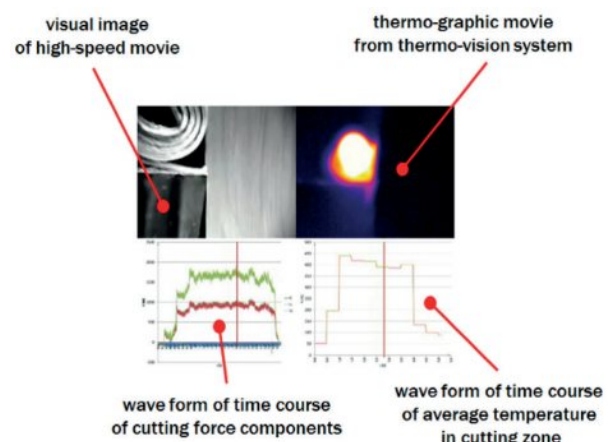 visual image
of high-speed movie
thermo-graphic movie
from thermo-vision system
wave form of time course
of cutting force components
wave form of time course
of average temperature
in cutting zone